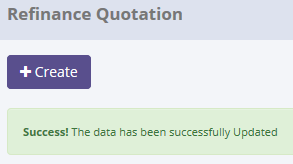 Refinance Quotation
+ Create
Success! The data has been successfully Updated